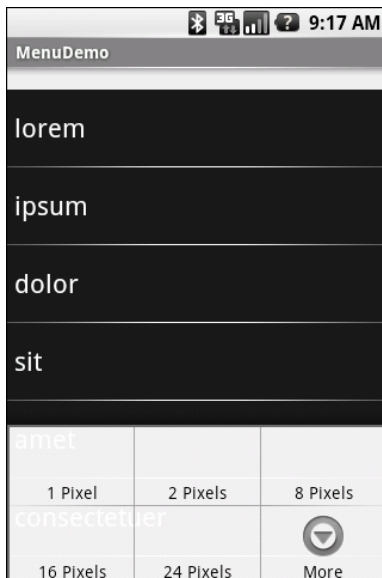 3G 9:17 AM
MenuDemo
lorem
ipsum
dolor
sit
amet
1 Pixel 2 Pixels 8 Pixels
consectetuer
16 Pixels 24 Pixels More